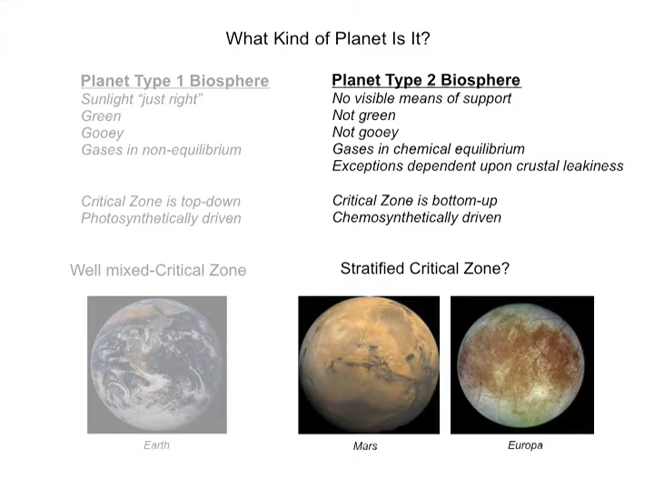 What Kind of Planet Is It?
Planet Type 1 Biosphere
Sunlight “just right”
Green
Gooey
Gases in non-equilibrium
Critical Zone is top-down
Photosynthetically driven
Well mixed-Critical Zone
Earth
Planet Type 2 Biosphere
No visible means of support
Not green
Not gooey
Gases in chemical equilibrium
Exceptions dependent upon crustal leakiness
Critical Zone is bottom-up
Chemosynthetically driven
Stratified Critical Zone?
Mars
Europa